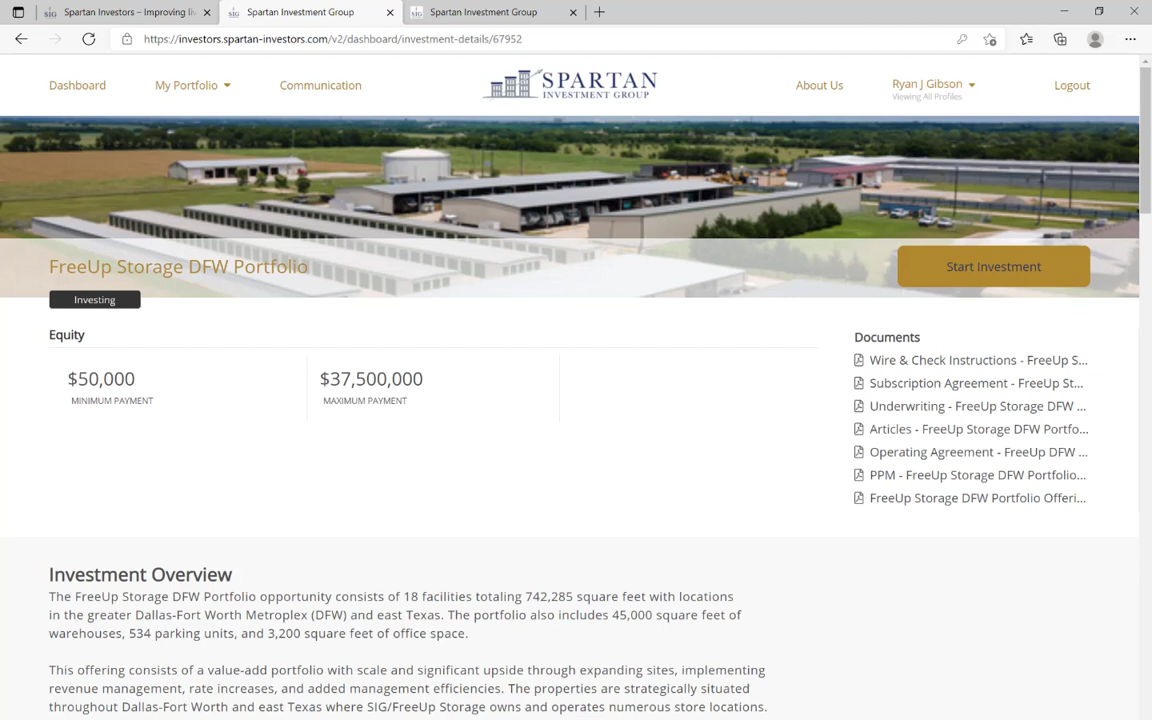 Spartan Investors – Improving li
Spartan Investment Group
Spartan Investment Group
https://investors.spartan-investors.com/v2/dashboard/investment-details/67952
Dashboard
My Portfolio
Communication
SPARTAN
INVESTMENT GROUP
About Us
Ryan J Gibson
Viewing All Profiles
Logout
FreeUp Storage DFW Portfolio
Start Investment
Investing
Equity
$50,000
MINIMUM PAYMENT
$37,500,000
MAXIMUM PAYMENT
Documents
Wire & Check Instructions - FreeUp S...
Subscription Agreement - FreeUp St...
Underwriting - FreeUp Storage DFW ...
Articles - FreeUp Storage DFW Portfo...
Operating Agreement - FreeUp DFW ...
PPM - FreeUp Storage DFW Portfolio...
FreeUp Storage DFW Portfolio Offeri...
Investment Overview
The FreeUp Storage DFW Portfolio opportunity consists of 18 facilities totaling 742,285 square feet with locations
in the greater Dallas-Fort Worth Metroplex (DFW) and east Texas. The portfolio also includes 45,000 square feet of
warehouses, 534 parking units, and 3,200 square feet of office space.
This offering consists of a value-add portfolio with scale and significant upside through expanding sites, implementing
revenue management, rate increases, and added management efficiencies. The properties are strategically situated
throughout Dallas-Fort Worth and east Texas where SIG/FreeUp Storage owns and operates numerous store locations.